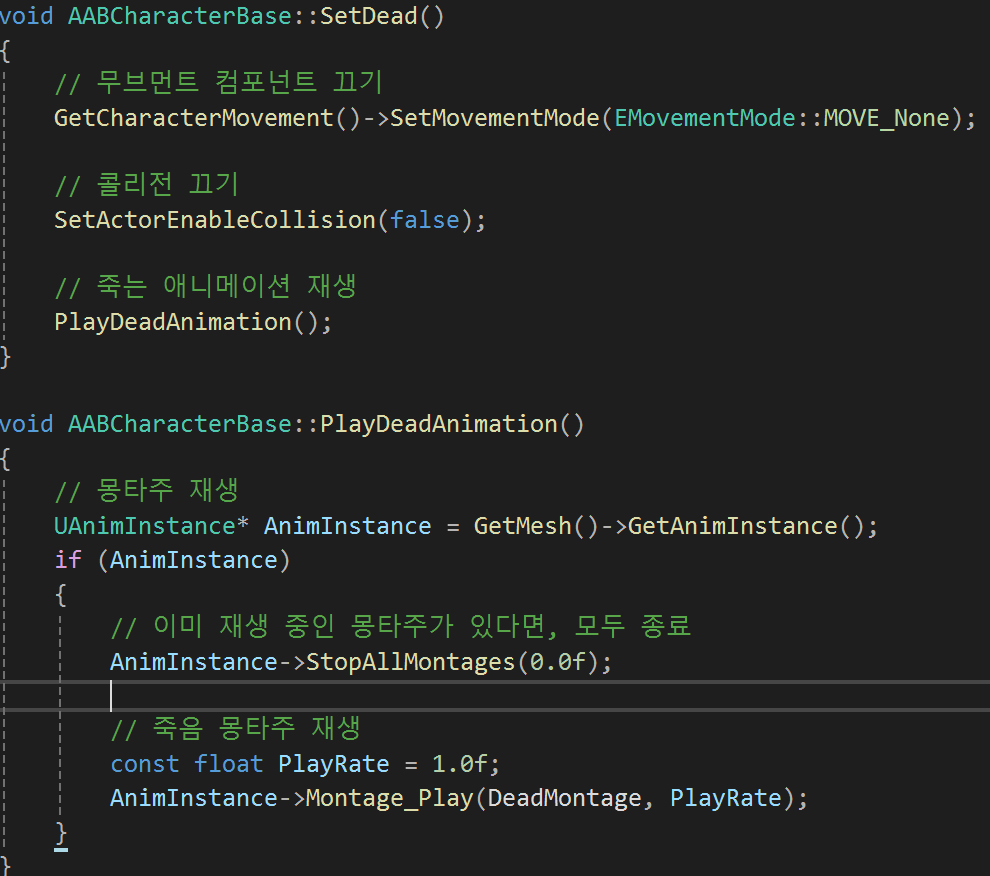 void AABCharacterBase::SetDead()
{
// 무브먼트 컴포넌트 끄기
GetCharacterMovement()->SetMovementMode(EMovementMode::MOVE_None);
// 콜리전 끄기
SetActorEnableCollision(false);
// 죽는 애니메이션 재생
PlayDeadAnimation();
}
void AABCharacterBase::PlayDeadAnimation()
{
// 몽타주 재생
UAnimInstance* AnimInstance = GetMesh()->GetAnimInstance();
if (AnimInstance)
{
// 이미 재생 중인 몽타주가 있다면, 모두 종료
AnimInstance->StopAllMontages(0.0f);
// 죽음 몽타주 재생
const float PlayRate = 1.0f;
AnimInstance->Montage_Play(DeadMontage, PlayRate);
}
}